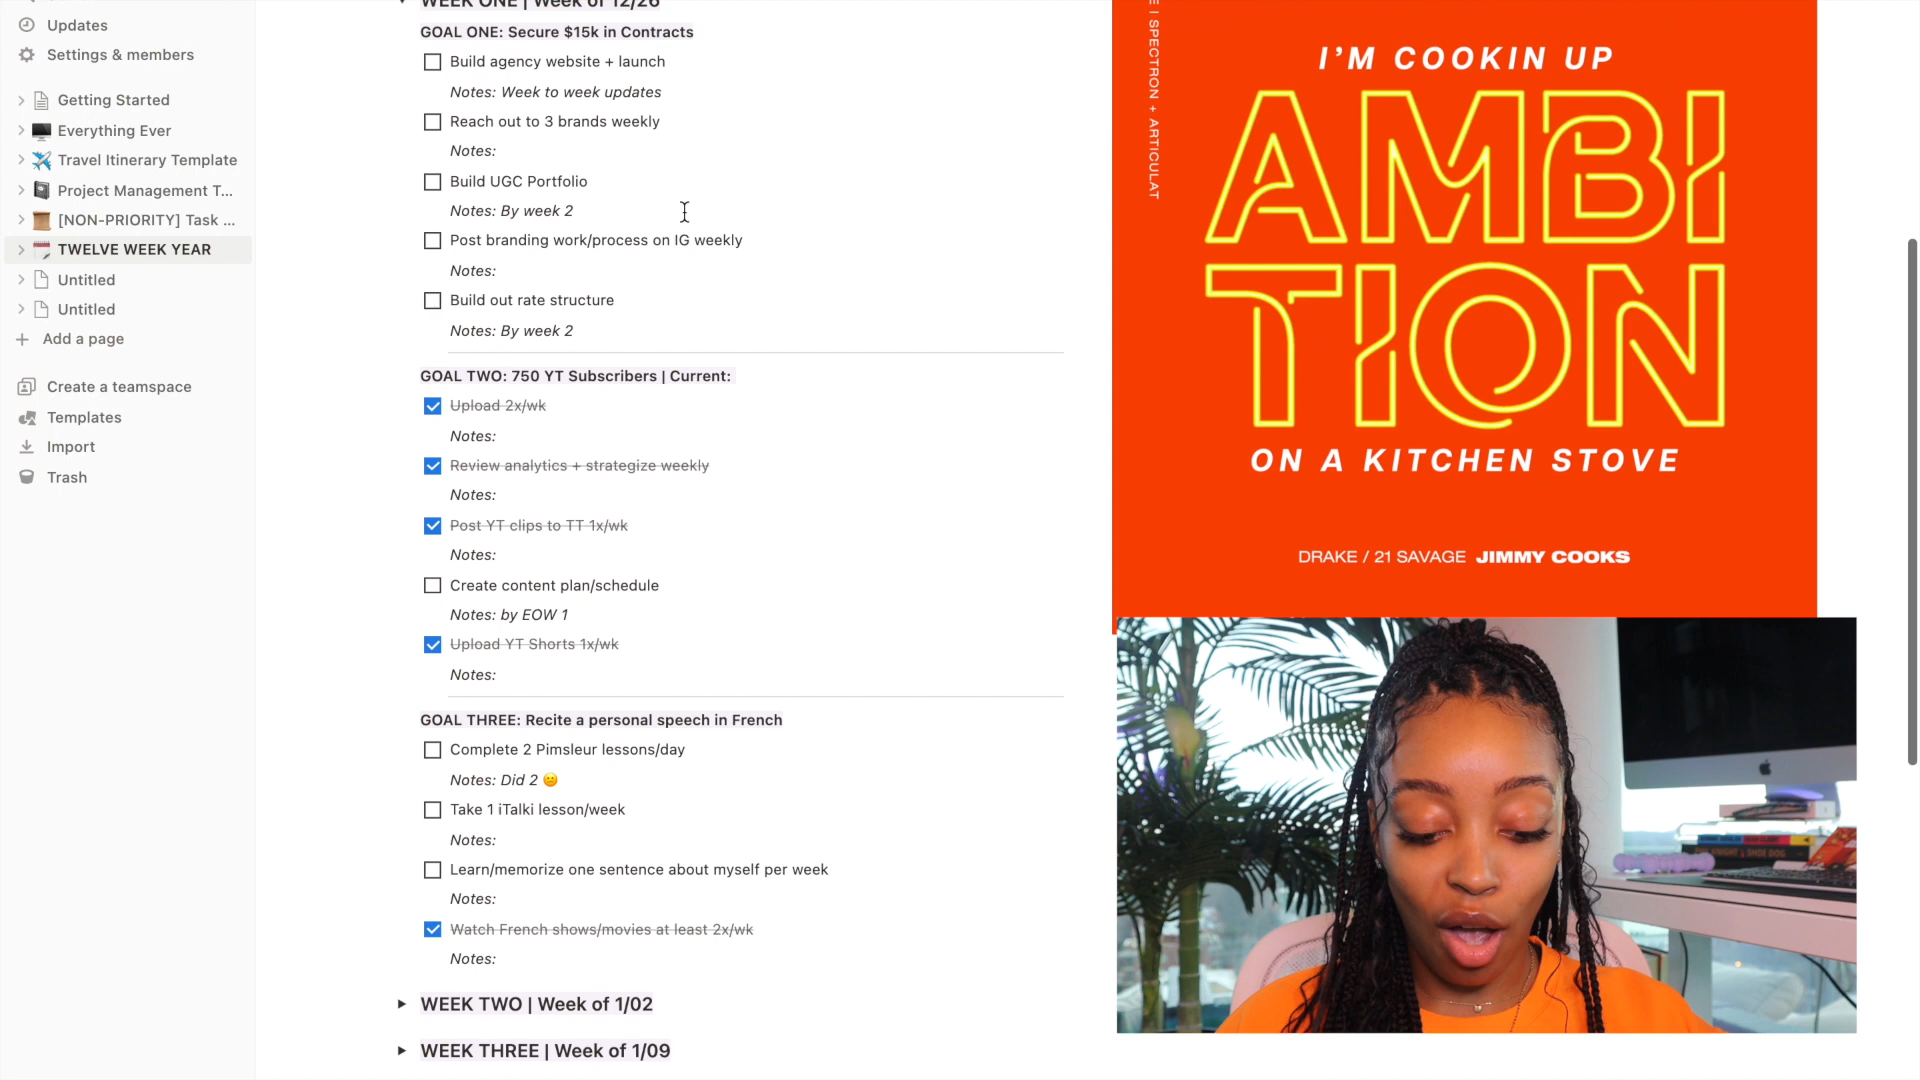 Updates
Settings & members
Getting Started
Everything Ever
Travel Itinerary Template
Project Management T...
[NON-PRIORITY] Task ...
TWELVE WEEK YEAR
Untitled
Untitled
Add a page
Create a teamspace
Templates
Import
Trash
WEEK ONE | Week of 12/26
GOAL ONE: Secure $15k in Contracts
Build agency website + launch
Notes: Week to week updates
Reach out to 3 brands weekly
Notes:
Build UGC Portfolio
Notes: By week 2
Post branding work/process on IG weekly
Notes:
Build out rate structure
Notes: By week 2
GOAL TWO: 750 YT Subscribers | Current:
Upload 2x/wk
Notes:
Review analytics + strategize weekly
Notes:
Post YT clips to TT 1x/wk
Notes:
Create content plan/schedule
Notes: by EOW 1
Upload YT Shorts 1x/wk
Notes:
GOAL THREE: Recite a personal speech in French
Complete 2 Pimsleur lessons/day
Notes: Did 2 😕
Take 1 iTalki lesson/week
Notes:
Learn/memorize one sentence about myself per week
Notes:
Watch French shows/movies at least 2x/wk
Notes:
WEEK TWO | Week of 1/02
WEEK THREE | Week of 1/09
E | SPECTRON + ARTICULAT
I'M COOKIN UP
AMBI
TION
ON A KITCHEN STOVE
DRAKE / 21 SAVAGE JIMMY COOKS
SHOE DOG